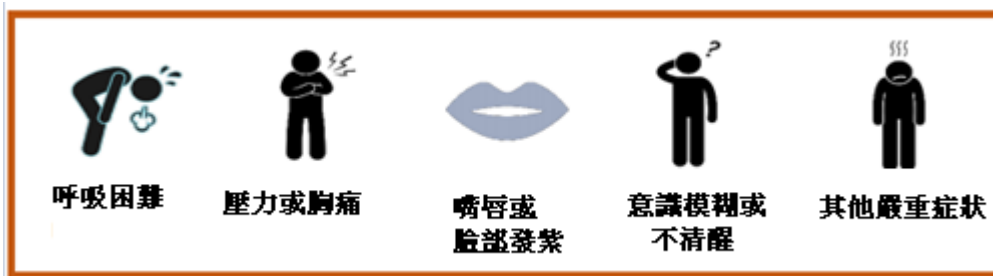 呼吸困難
壓力或胸痛
嘴唇或
臉部發紫
意識模糊或
不清醒
其他嚴重症狀
?